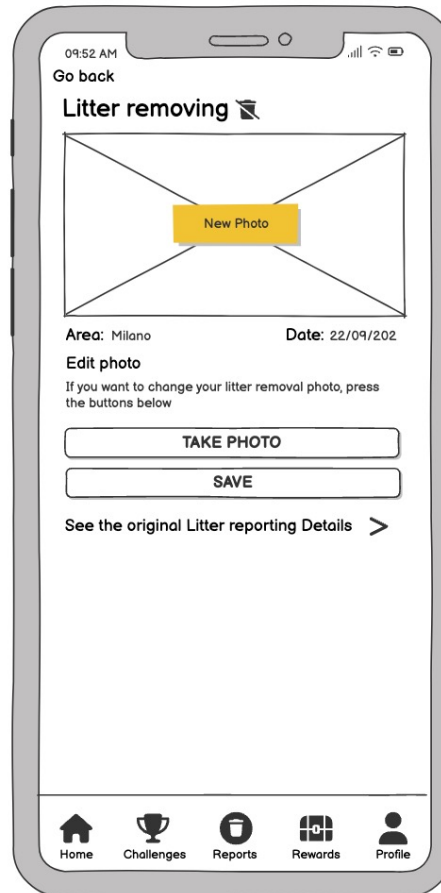 09:52 AM
Go back
Litter removing
New Photo
Area: Milano Date: 22/09/202
Edit photo
If you want to change your litter removal photo, press
the buttons below
TAKE PHOTO
SAVE
See the original Litter reporting Details >
Home Challenges Reports Rewards Profile